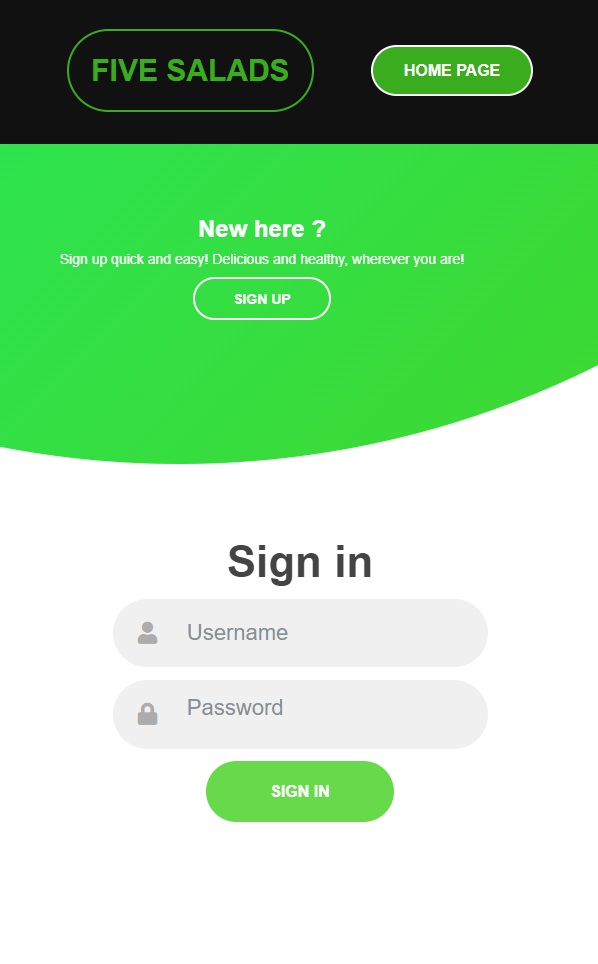 FIVE SALADS
HOME PAGE
New here ?
Sign up quick and easy! Delicious and healthy, wherever you are!
SIGN UP
Sign in
Username
Password
SIGN IN